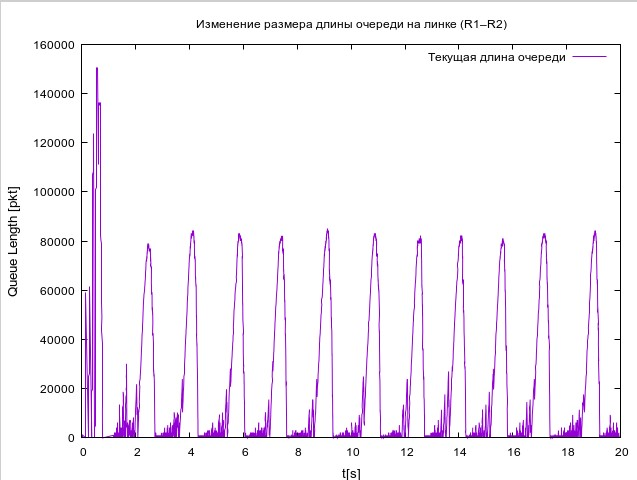 Изменение размера длины очереди на линке (R1–R2)
Текущая длина очереди
Queue Length [pkt]
160000
140000
120000
100000
80000
60000
40000
20000
0
0 2 4 6 8 10 12 14 16 18 20
t[s]